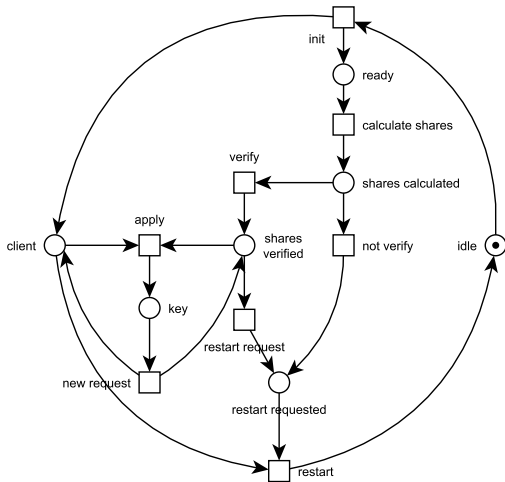 init
ready
calculate shares
verify
shares calculated
apply
client
shares
verified
not verify
idle
key
restart request
new request
restart requested
restart